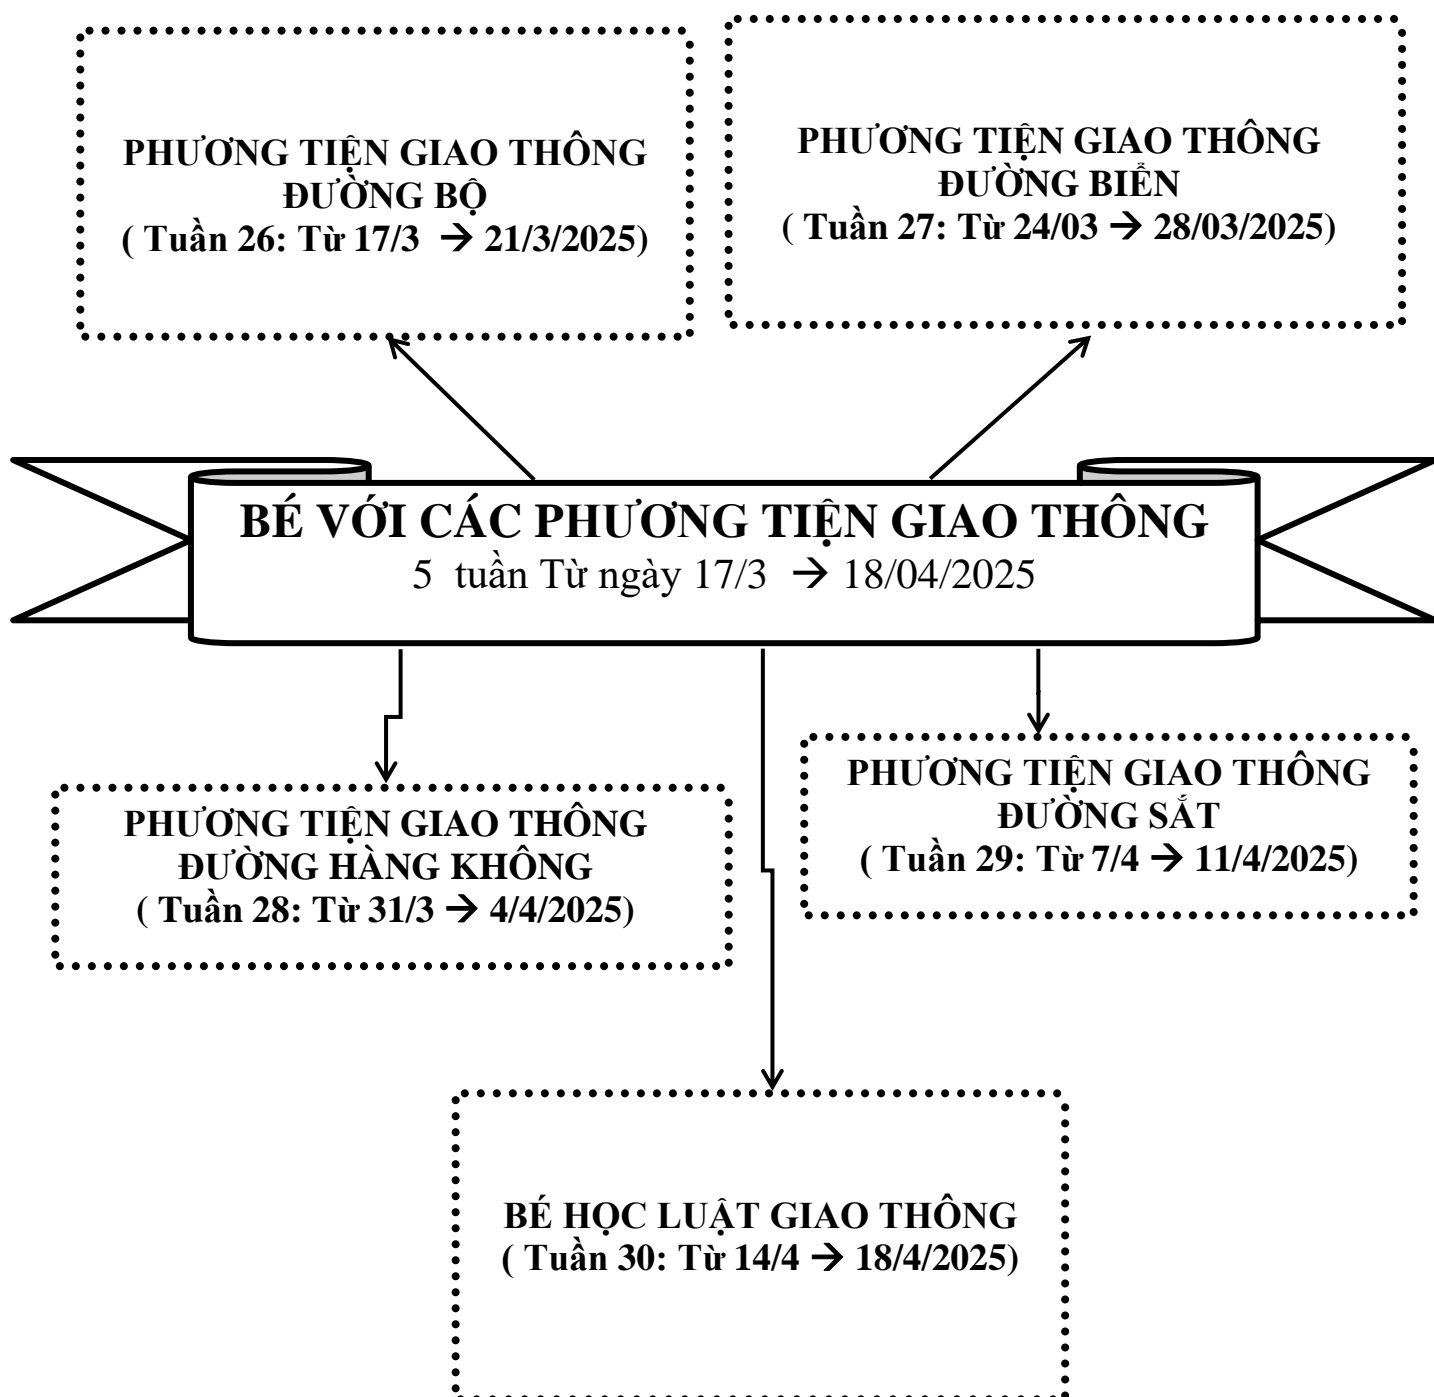 PHƯƠNG TIỆN GIAO THÔNG
ĐƯỜNG BỘ
( Tuần 26: Từ 17/3 → 21/3/2025)
PHƯƠNG TIỆN GIAO THÔNG
ĐƯỜNG BIỂN
( Tuần 27: Từ 24/03 → 28/03/2025)
BÉ VỚI CÁC PHƯƠNG TIỆN GIAO THÔNG
5 tuần Từ ngày 17/3 → 18/04/2025
PHƯƠNG TIỆN GIAO THÔNG
ĐƯỜNG HÀNG KHÔNG
( Tuần 28: Từ 31/3 → 4/4/2025)
PHƯƠNG TIỆN GIAO THÔNG
ĐƯỜNG SẮT
( Tuần 29: Từ 7/4 → 11/4/2025)
BÉ HỌC LUẬT GIAO THÔNG
( Tuần 30: Từ 14/4 → 18/4/2025)